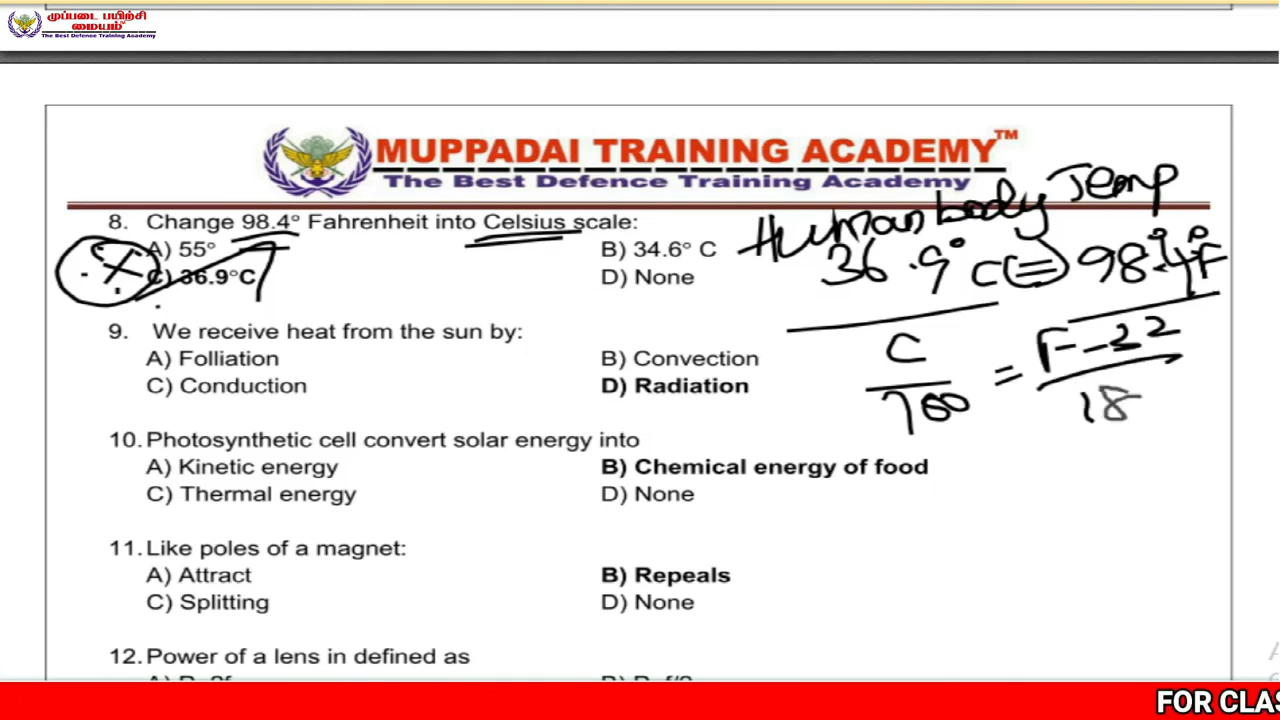 முப்படை பயிற்சி
மையம்
The Best Defence Training Academy
MUPPADAI TRAINING ACADEMY™
The Best Defence Training Academy
8. Change 98.4° Fahrenheit into Celsius scale:
A) 55°
B) 34.6° C
C) 36.9°C
D) None
Human body Temp
36.9°C (=) 98.4°F
C/100 = F-32/18
9. We receive heat from the sun by:
A) Folliation
B) Convection
C) Conduction
D) Radiation
10. Photosynthetic cell convert solar energy into
A) Kinetic energy
B) Chemical energy of food
C) Thermal energy
D) None
11. Like poles of a magnet:
A) Attract
B) Repeals
C) Splitting
D) None
12. Power of a lens in defined as
FOR CLAS